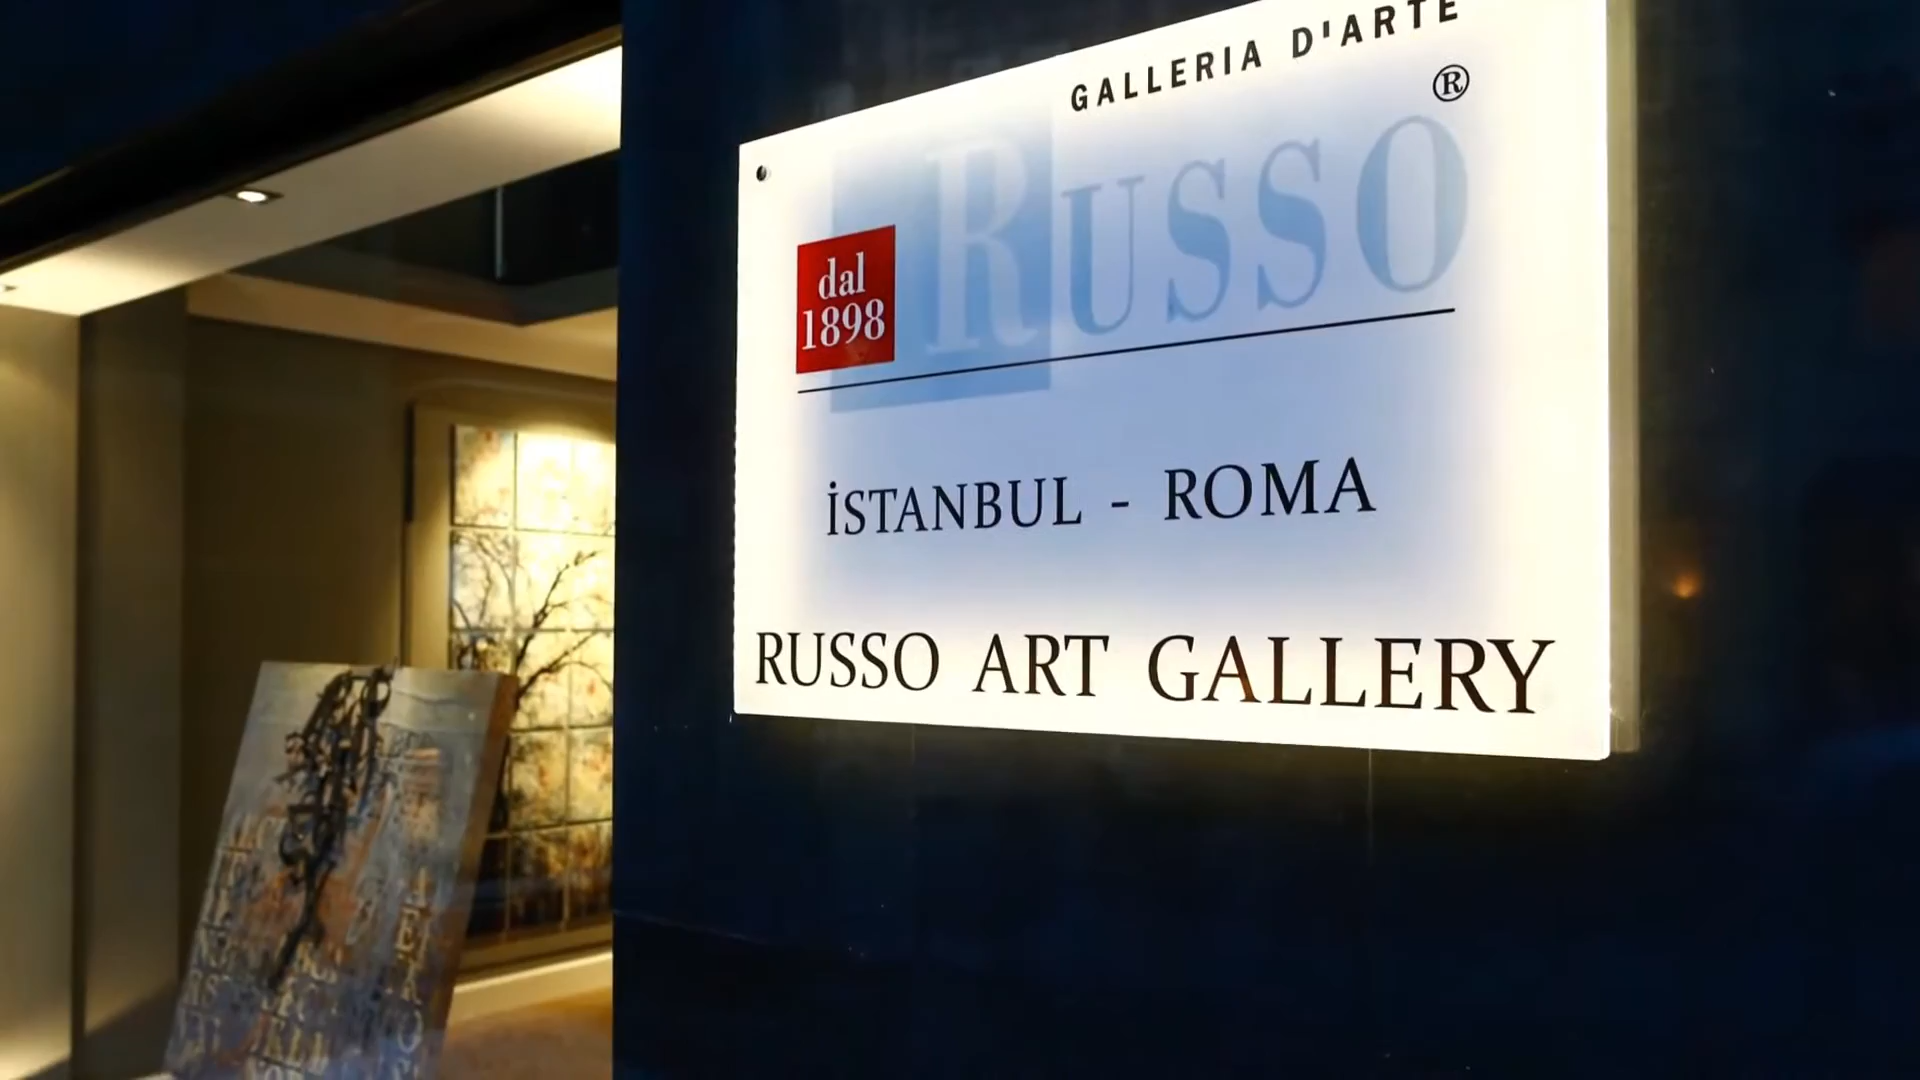 GALLERIA D'ARTE
RUSSO ®
dal
1898
İSTANBUL - ROMA
RUSSO ART GALLERY